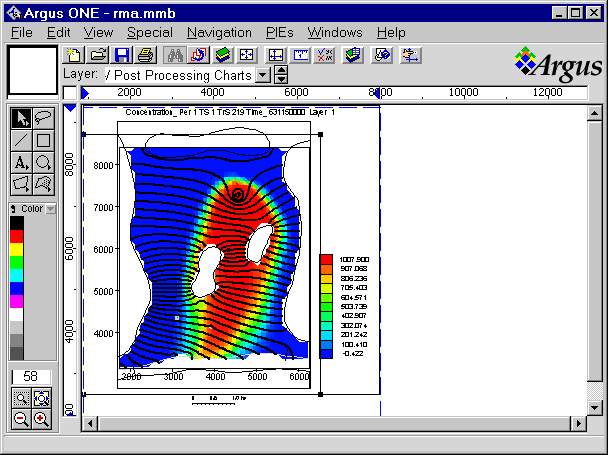 Argus ONE - rma.mmb
File Edit View Special Navigation PIEs Windows Help
Layer: Post Processing Charts
Argus
2000 4000 6000 8000 10000 12000
Concentration_ Per 1 TS 1 TrS 219 Time_ 631150000 Layer 1
A
Color
58
8000
6000
4000
8000
7000
6000
5000
4000
2000 3000 4000 5000 6000
1007.900
907.068
806.236
705.403
604.571
503.739
402.907
302.074
201.242
100.410
-0.422